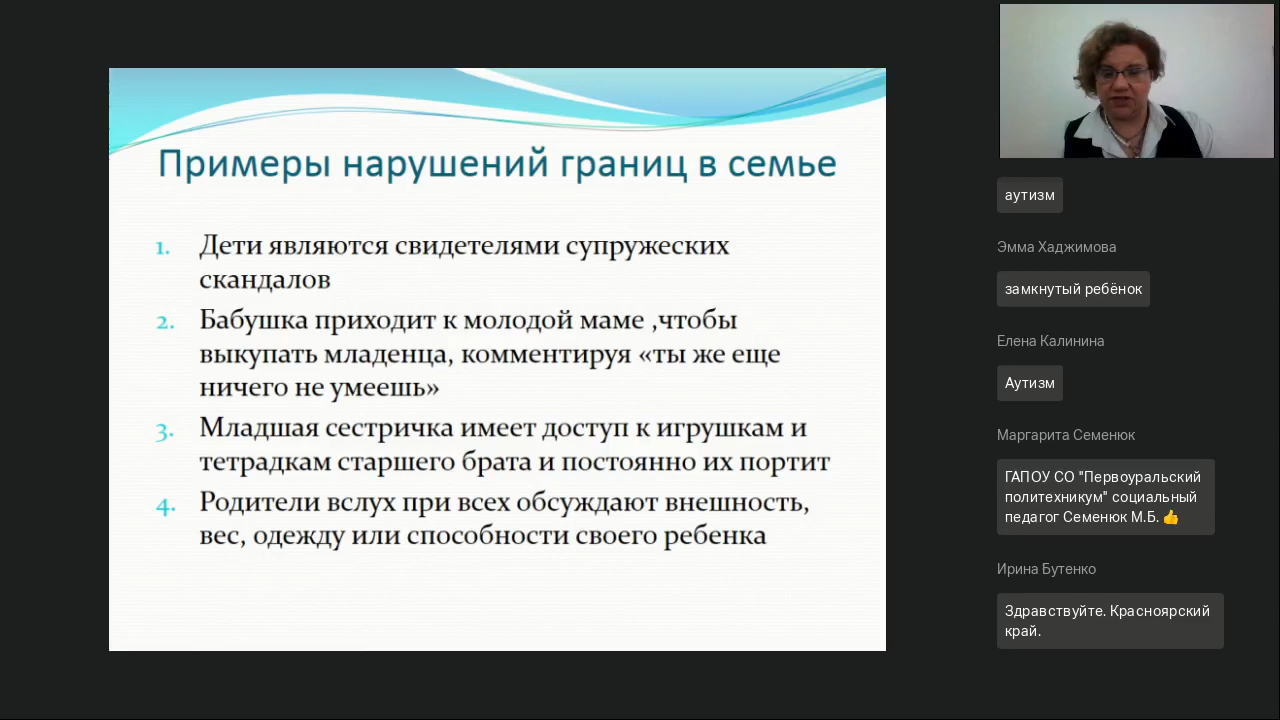 Примеры нарушений границ в семье
1. Дети являются свидетелями супружеских
скандалов
2. Бабушка приходит к молодой маме ,чтобы
выкупать младенца, комментируя «ты же еще
ничего не умеешь»
3. Младшая сестричка имеет доступ к игрушкам и
тетрадкам старшего брата и постоянно их портит
4. Родители вслух при всех обсуждают внешность,
вес, одежду или способности своего ребенка
аутизм
Эмма Хаджимова
замкнутый ребёнок
Елена Калинина
Аутизм
Маргарита Семенюк
ГАПОУ СО "Первоуральский
политехникум" социальный
педагог Семенюк М.Б. 👍
Ирина Бутенко
Здравствуйте. Красноярский
край.